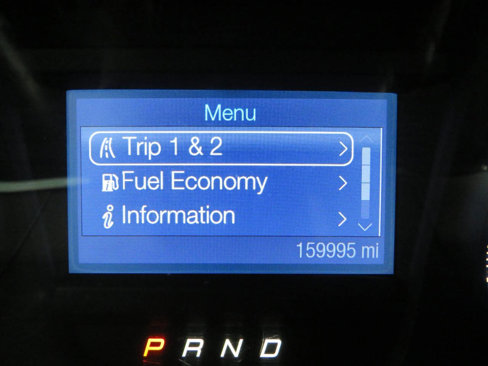 Menu
Trip 1 & 2
Fuel Economy
Information
159995 mi
P R N D